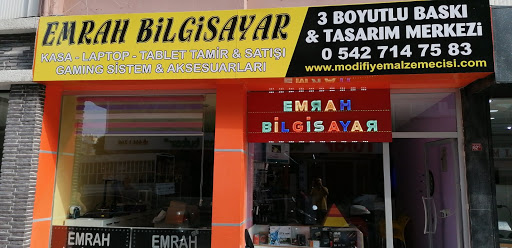 EMRAH BİLGİSAYAR
KASA - LAPTOP - TABLET TAMİR & SATIŞI
GAMING SİSTEM & AKSESUARLARI
3 BOYUTLU BASKI
& TASARIM MERKEZİ
0 542 714 75 83
www.modifiyemalzemecisi.com
EMRAH
BİLGİSAYAR
EMRAH
EMRAH